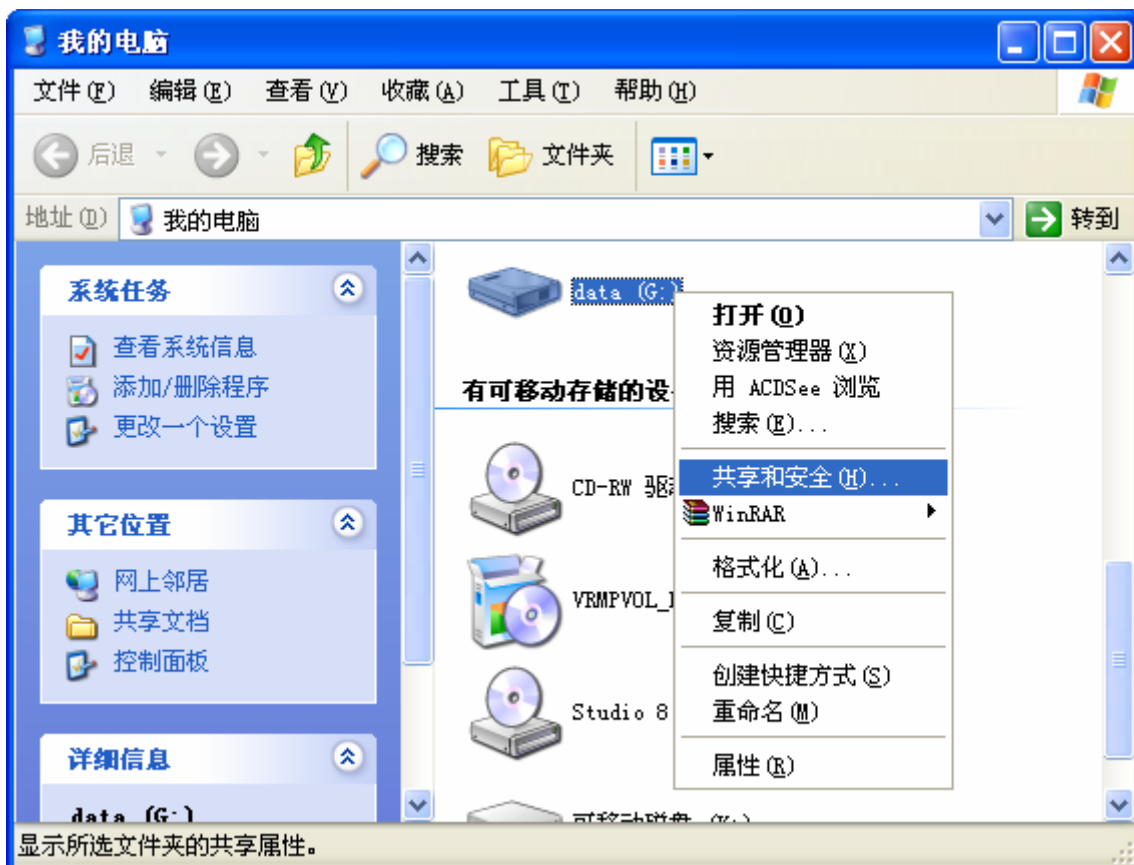 我的电脑
文件(F) 编辑(E) 查看(V) 收藏(A) 工具(T) 帮助(H)
后退 搜索 文件夹
地址(D) 我的电脑 转到
系统任务
查看系统信息
添加/删除程序
更改一个设置
其它位置
网上邻居
共享文档
控制面板
详细信息
data (G:)
data (G:)
有可移动存储的设
CD-RW
VRMPVOL_
Studio 8
可移动磁盘
打开(O)
资源管理器(X)
用 ACDSee 浏览
搜索(E)...
共享和安全(H)...
WinRAR
格式化(A)...
复制(C)
创建快捷方式(S)
重命名(M)
属性(R)
显示所选文件夹的共享属性。